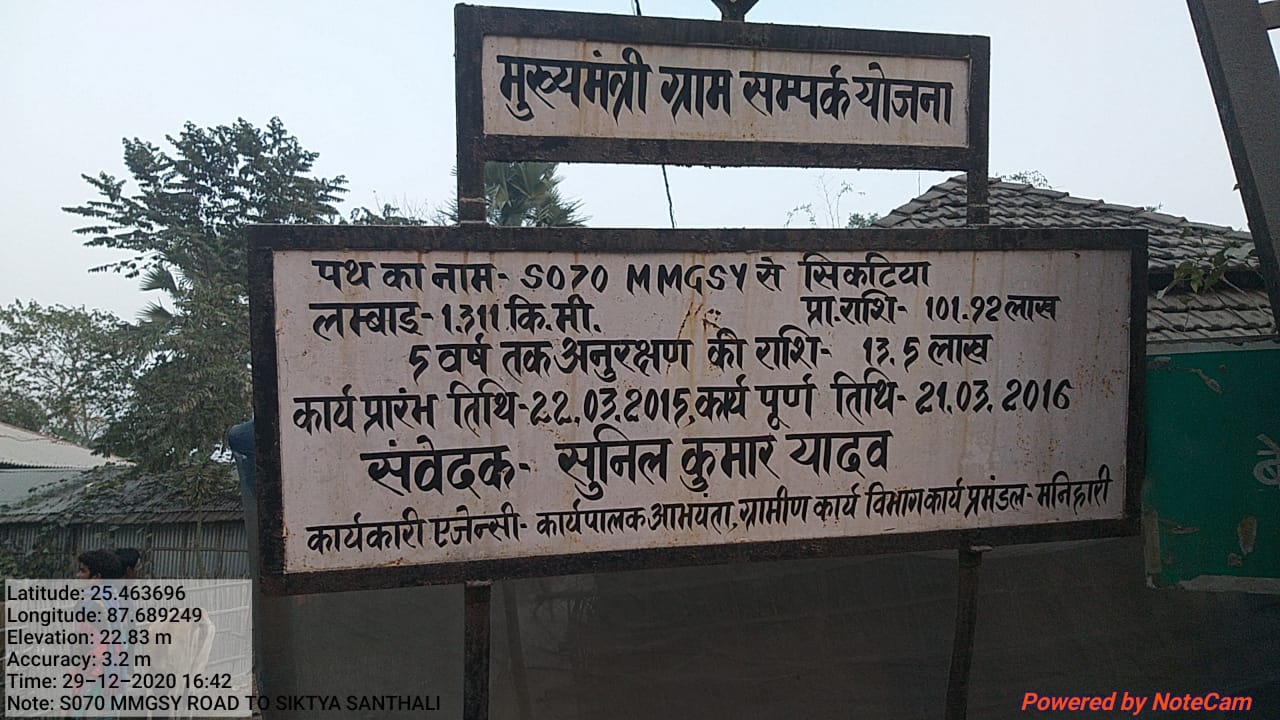 मुख्यमंत्री ग्राम सम्पर्क योजना
पथ का नाम- S070 MMGSY से सिकटिया
लम्बाइ- 1.311 कि.मी. प्रा.राशि- 101.92 लाख
5 वर्ष तक अनुरक्षण की राशि- 13.5 लाख
कार्य प्रारंभ तिथि-22.03.2015, कार्य पूर्ण तिथि- 21.03.2016
संवेदक- सुनिल कुमार यादव
कार्यकारी एजेन्सी- कार्यपालक अभियंता, ग्रामीण कार्य विभाग कार्य प्रमंडल- मनिहारी
Latitude: 25.463696
Longitude: 87.689249
Elevation: 22.83 m
Accuracy: 3.2 m
Time: 29-12-2020 16:42
Note: S070 MMGSY ROAD TO SIKTYA SANTHALI
Powered by NoteCam